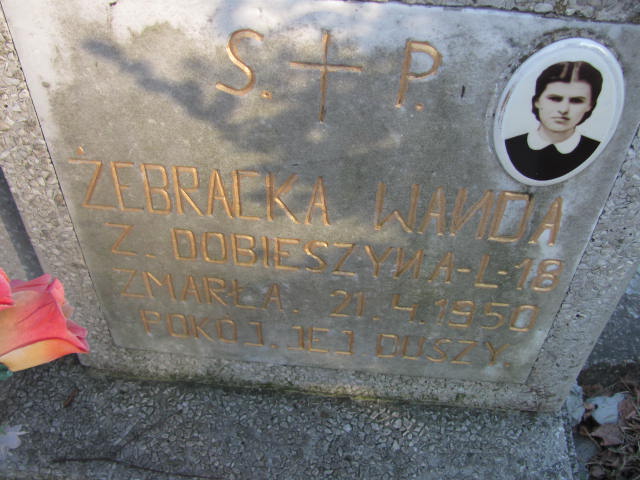 S. + P.
ŻEBRACKA WANDA
Z. DOBIESZYNA-L-18
ZMARŁA. 21.4.1950
POKÓJ. JEJ DUSZY.